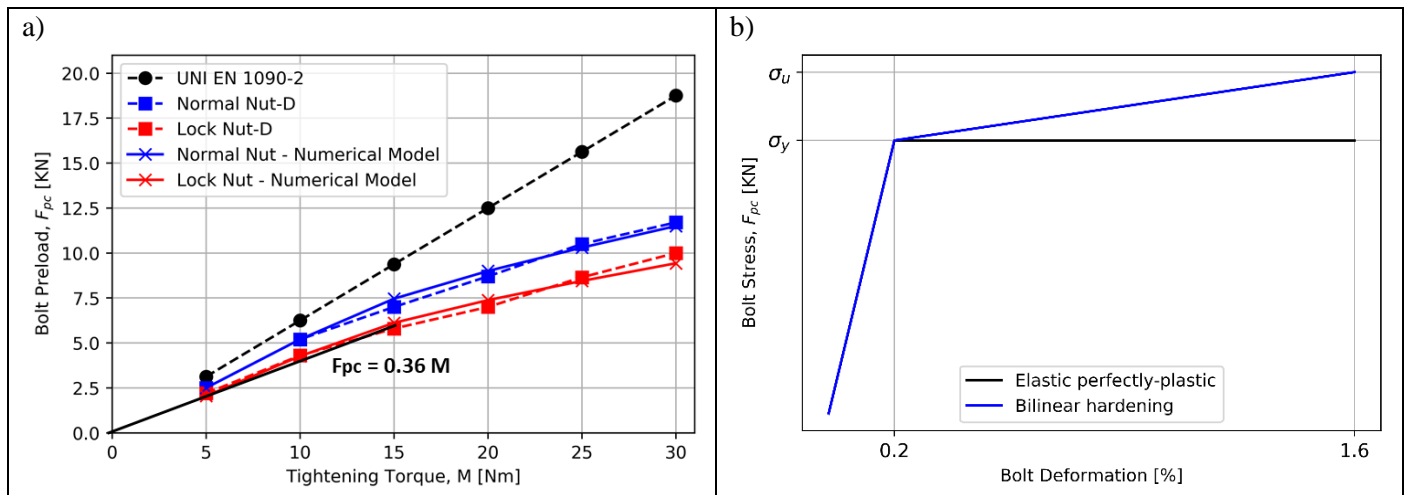 a)
20.0
17.5
15.0
12.5
10.0
7.5
5.0
2.5
0.0
Bolt Preload, Fpc [KN]
UNI EN 1090-2
Normal Nut-D
Lock Nut-D
Normal Nut - Numerical Model
Lock Nut - Numerical Model
Fpc = 0.36 M
0 5 10 15 20 25 30
Tightening Torque, M [Nm]
b)
σu
σy
Bolt Stress, Fpc [KN]
Elastic perfectly-plastic
Bilinear hardening
0.2 1.6
Bolt Deformation [%]